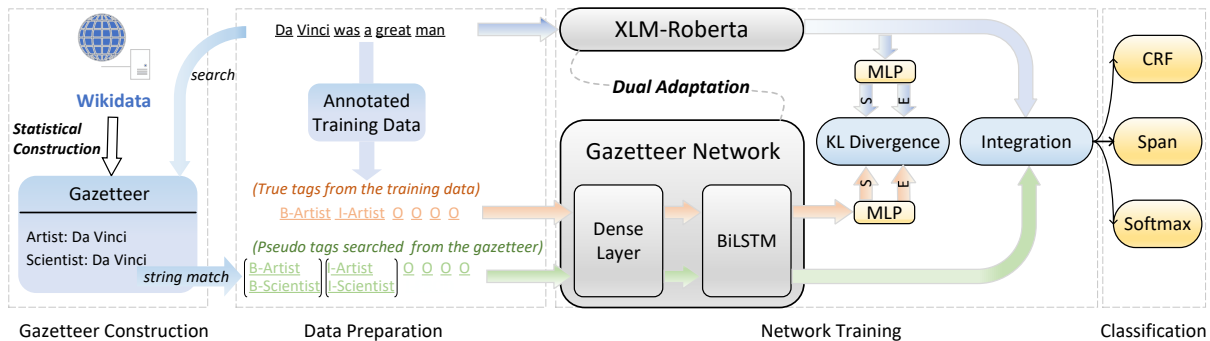 Da Vinci was a great man
search
Wikidata
Statistical
Construction
Gazetteer
Artist: Da Vinci
Scientist: Da Vinci
string match
Annotated
Training Data
(True tags from the training data)
B-Artist I-Artist O O O O
(Pseudo tags searched from the gazetteer)
B-Artist I-Artist O O O O
B-Scientist I-Scientist
XLM-Roberta
Dual Adaptation
Gazetteer Network
Dense
Layer
BiLSTM
MLP
S E
KL Divergence
S E
MLP
Integration
CRF
Span
Softmax
Gazetteer Construction
Data Preparation
Network Training
Classification